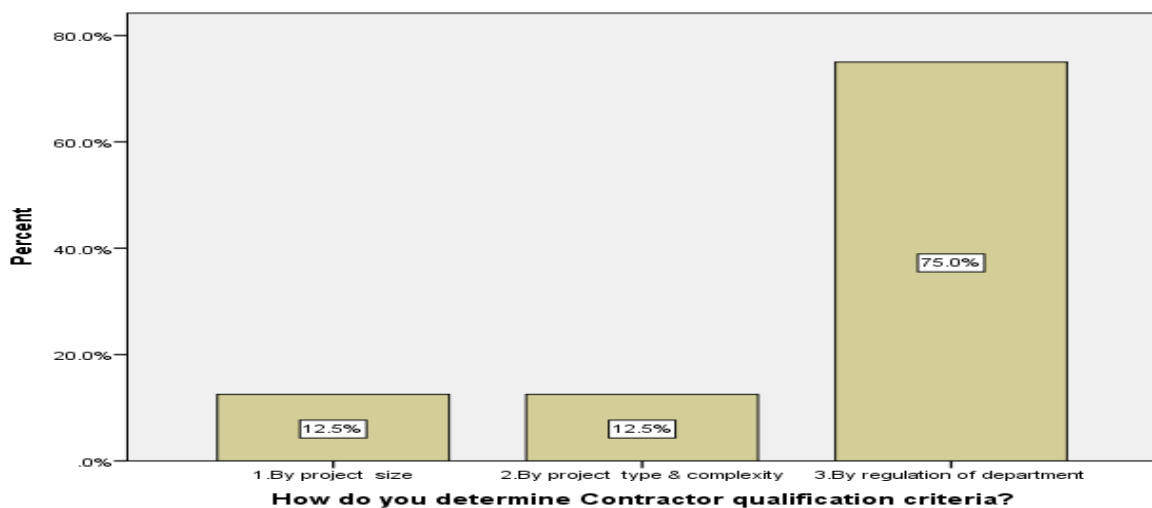 80.0%
60.0%
40.0%
20.0%
.0%
Percent
12.5%
12.5%
75.0%
1.By project size
2.By project type & complexity
3.By regulation of department
How do you determine Contractor qualification criteria?